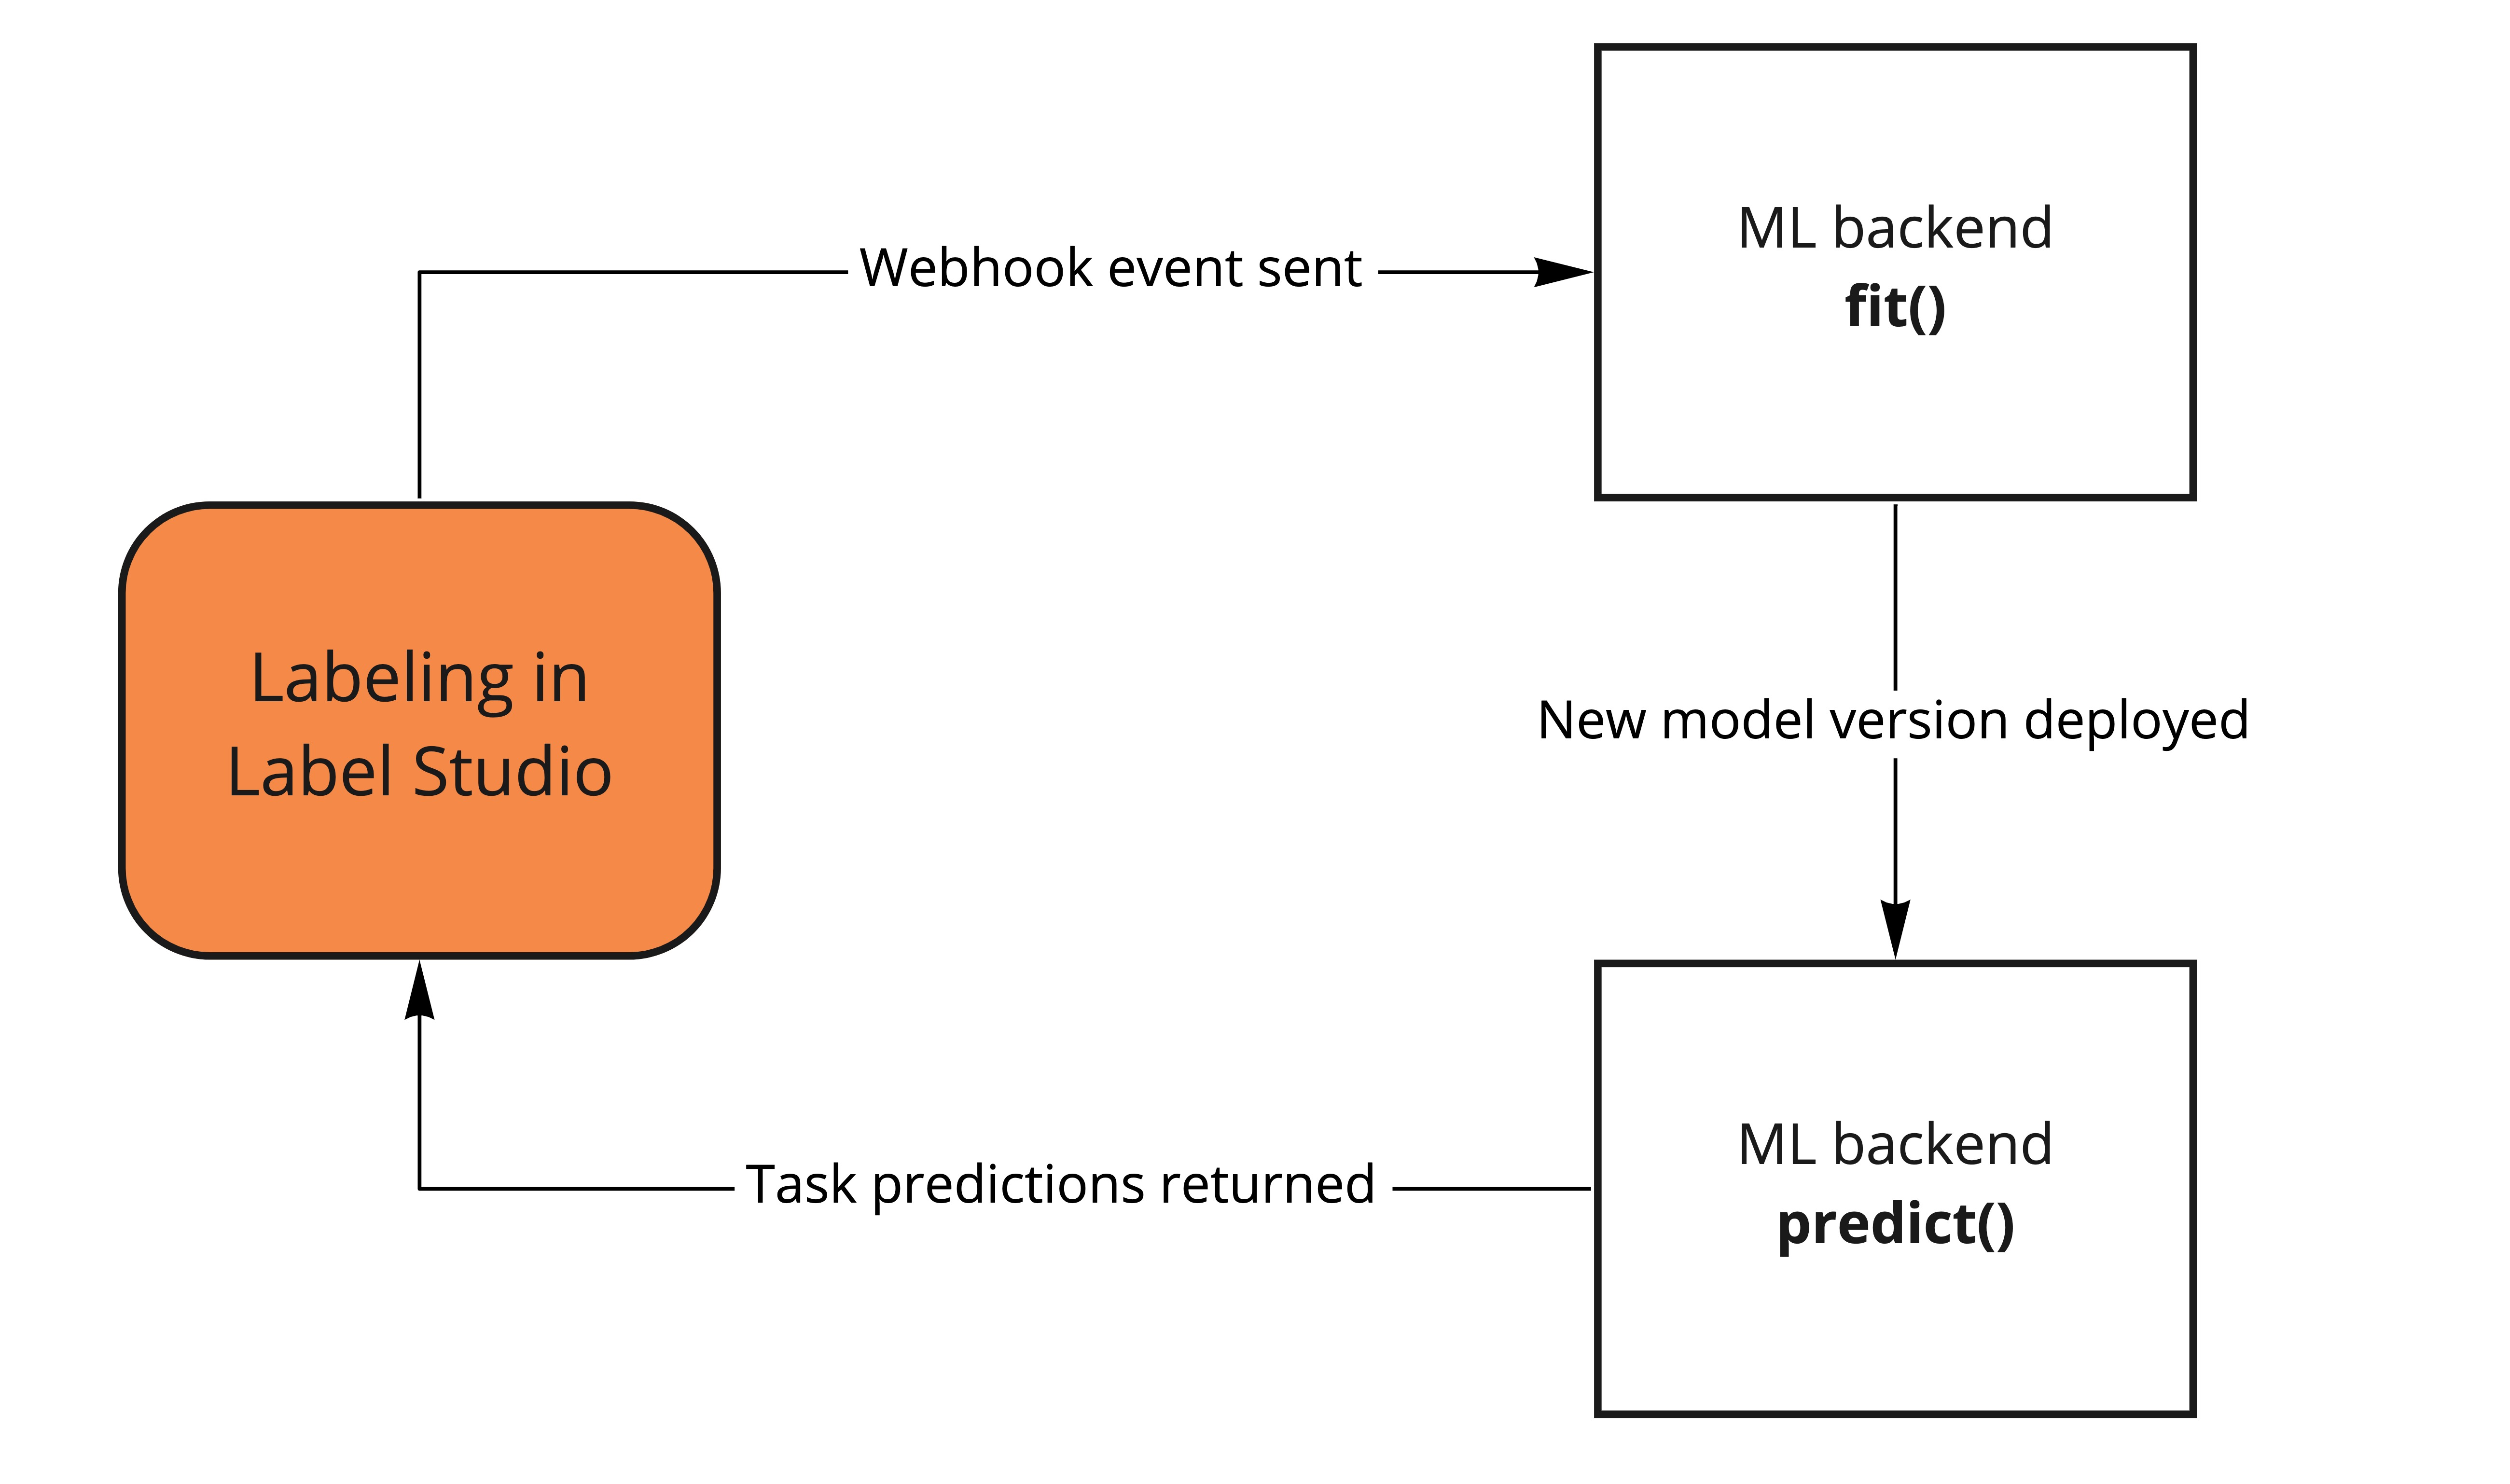 Webhook event sent
ML backend
fit()
Labeling in
Label Studio
New model version deployed
Task predictions returned
ML backend
predict()